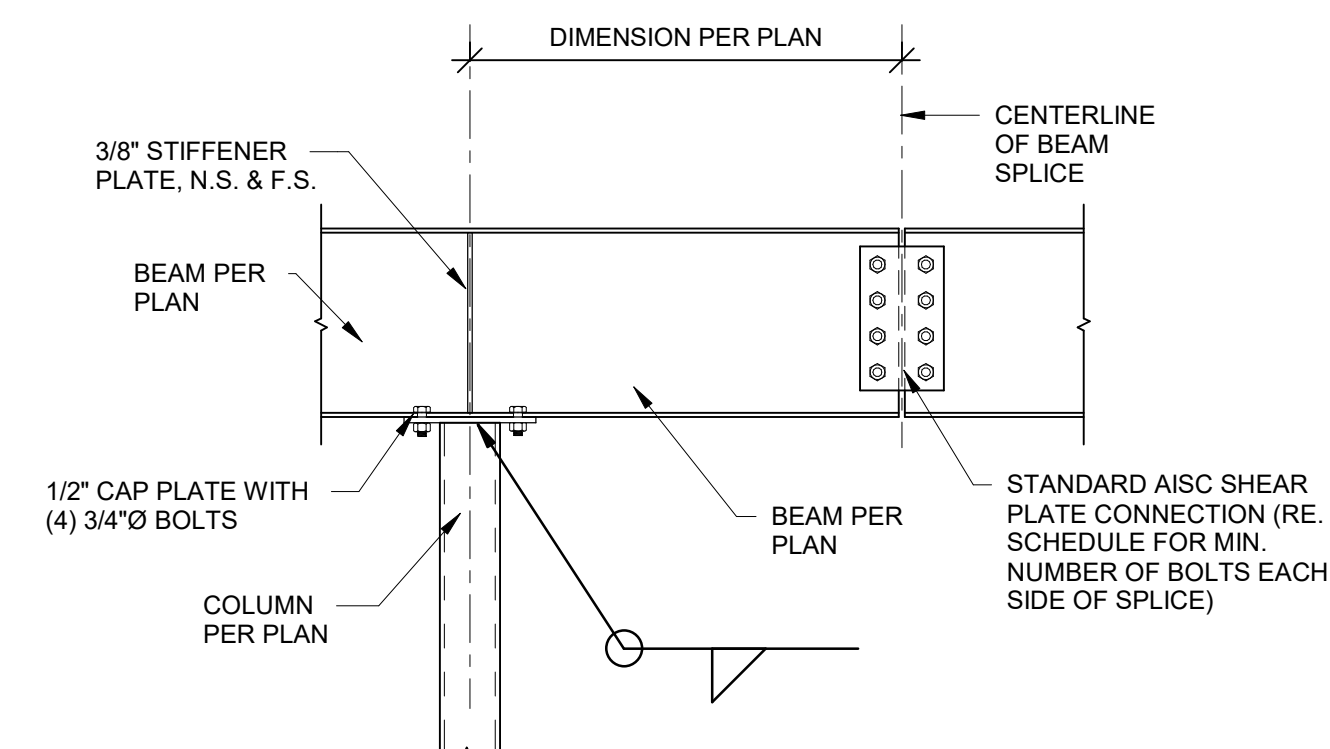 DIMENSION PER PLAN
CENTERLINE
OF BEAM
SPLICE
3/8" STIFFENER
PLATE, N.S. & F.S.
BEAM PER
PLAN
1/2" CAP PLATE WITH
(4) 3/4"Ø BOLTS
COLUMN
PER PLAN
BEAM PER
PLAN
STANDARD AISC SHEAR
PLATE CONNECTION (RE.
SCHEDULE FOR MIN.
NUMBER OF BOLTS EACH
SIDE OF SPLICE)